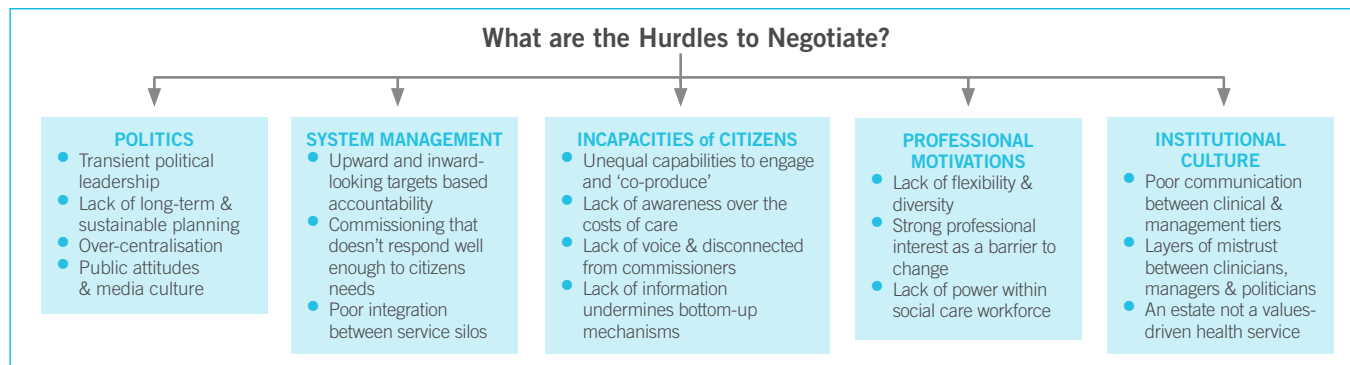 What are the Hurdles to Negotiate?
POLITICS
• Transient political
leadership
• Lack of long-term &
sustainable planning
• Over-centralisation
• Public attitudes
& media culture
SYSTEM MANAGEMENT
• Upward and inward-
looking targets based
accountability
• Commissioning that
doesn’t respond well
enough to citizens
needs
• Poor integration
between service silos
INCAPACITIES of CITIZENS
• Unequal capabilities to engage
and ‘co-produce’
• Lack of awareness over the
costs of care
• Lack of voice & disconnected
from commissioners
• Lack of information
undermines bottom-up
mechanisms
PROFESSIONAL
MOTIVATIONS
• Lack of flexibility &
diversity
• Strong professional
interest as a barrier to
change
• Lack of power within
social care workforce
INSTITUTIONAL
CULTURE
• Poor communication
between clinical &
management tiers
• Layers of mistrust
between clinicians,
managers & politicians
• An estate not a values-
driven health service